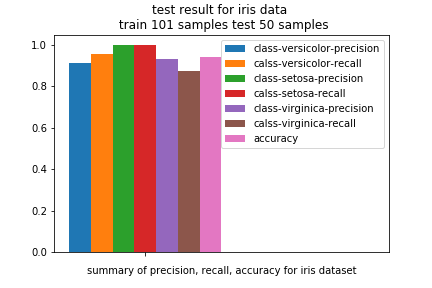 test result for iris data
train 101 samples test 50 samples
1.0
0.8
0.6
0.4
0.2
0.0
class-versicolor-precision
calss-versicolor-recall
class-setosa-precision
calss-setosa-recall
class-virginica-precision
calss-virginica-recall
accuracy
summary of precision, recall, accuracy for iris dataset